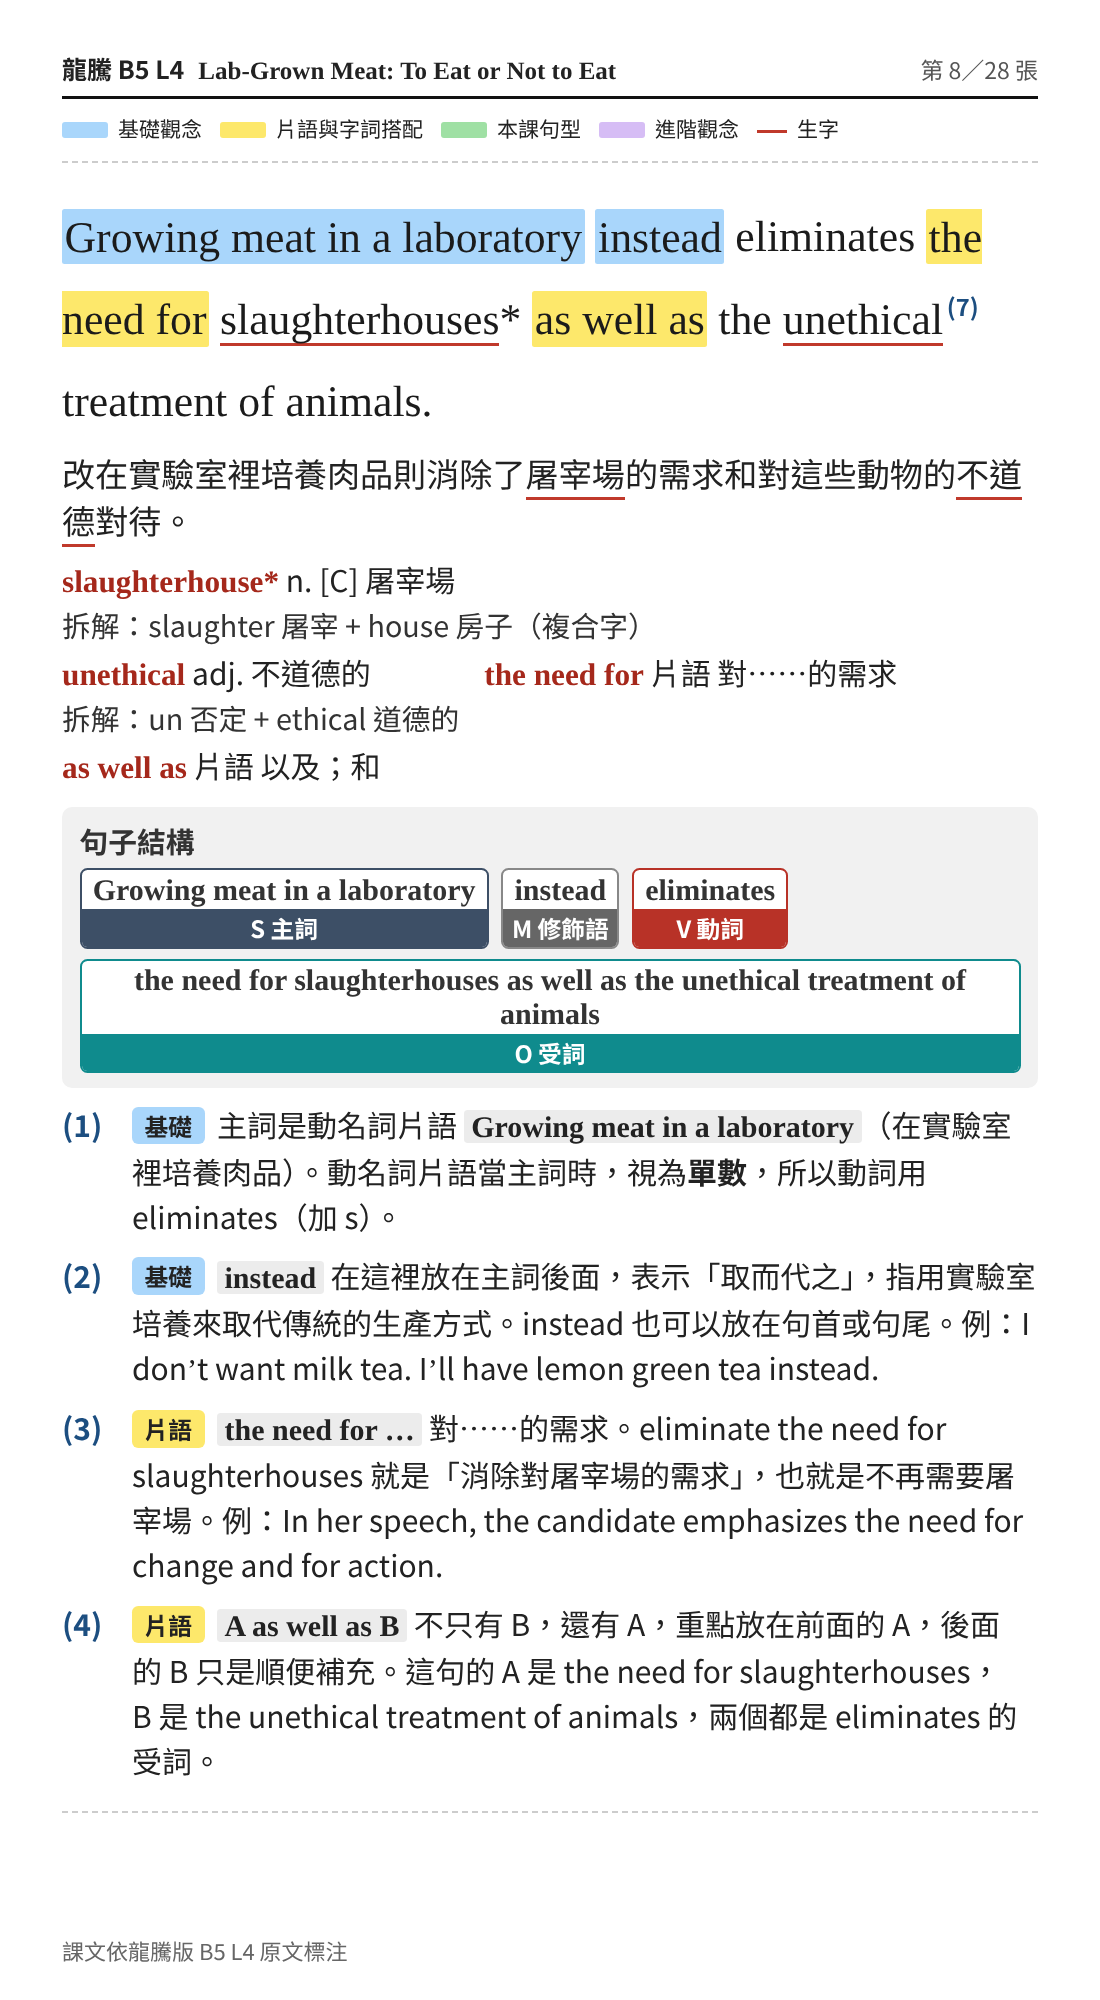 龍騰 B5 L4 Lab-Grown Meat: To Eat or Not to Eat 第 8／28 張
基礎觀念 片語與字詞搭配 本課句型 進階觀念 生字
Growing meat in a laboratory instead eliminates the
need for slaughterhouses* as well as the unethical(7)
treatment of animals.
改在實驗室裡培養肉品則消除了屠宰場的需求和對這些動物的不道
德對待。
slaughterhouse* n. [C] 屠宰場
拆解：slaughter 屠宰 + house 房子（複合字）
unethical adj. 不道德的 the need for 片語 對……的需求
拆解：un 否定 + ethical 道德的
as well as 片語 以及；和
句子結構
Growing meat in a laboratory instead eliminates
S 主詞 M 修飾語 V 動詞
the need for slaughterhouses as well as the unethical treatment of
animals
O 受詞
(1) 基礎 主詞是動名詞片語 Growing meat in a laboratory（在實驗室
裡培養肉品）。動名詞片語當主詞時，視為單數，所以動詞用
eliminates（加 s）。
(2) 基礎 instead 在這裡放在主詞後面，表示「取而代之」，指用實驗室
培養來取代傳統的生產方式。instead 也可以放在句首或句尾。例：I
don’t want milk tea. I’ll have lemon green tea instead.
(3) 片語 the need for … 對……的需求。eliminate the need for
slaughterhouses 就是「消除對屠宰場的需求」，也就是不再需要屠
宰場。例：In her speech, the candidate emphasizes the need for
change and for action.
(4) 片語 A as well as B 不只有 B，還有 A，重點放在前面的 A，後面
的 B 只是順便補充。這句的 A 是 the need for slaughterhouses，
B 是 the unethical treatment of animals，兩個都是 eliminates 的
受詞。
課文依龍騰版 B5 L4 原文標注